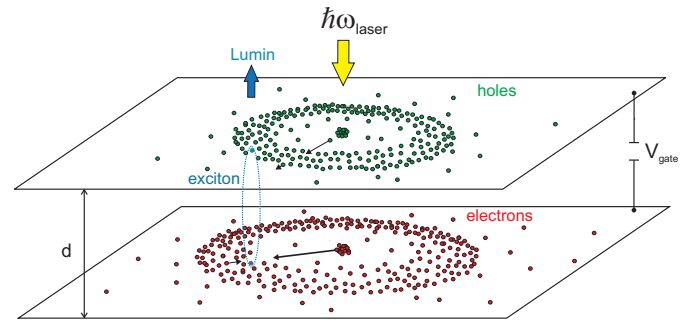 ℏω_laser
Lumin
holes
V_gate
exciton
electrons
d